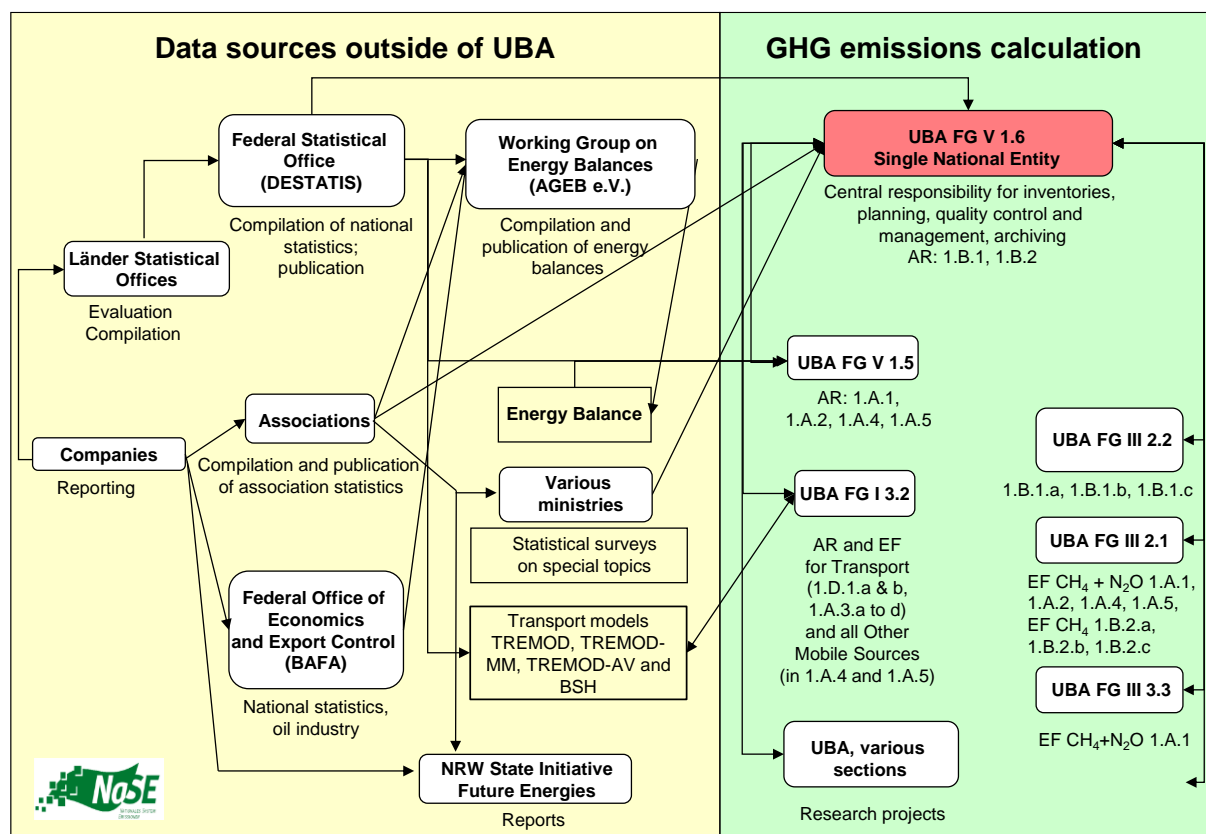 Data sources outside of UBA
GHG emissions calculation
Federal Statistical
Office
(DESTATIS)
Compilation of national
statistics;
publication
Working Group on
Energy Balances
(AGEB e.V.)
Compilation and
publication of energy
balances
UBA FG V 1.6
Single National Entity
Central responsibility for inventories,
planning, quality control and
management, archiving
AR: 1.B.1, 1.B.2
Länder Statistical
Offices
Evaluation
Compilation
UBA FG V 1.5
AR: 1.A.1,
1.A.2, 1.A.4, 1.A.5
Energy Balance
Associations
Compilation and publication
of association statistics
Companies
Reporting
UBA FG III 2.2
1.B.1.a, 1.B.1.b, 1.B.1.c
Various
ministries
Statistical surveys
on special topics
UBA FG I 3.2
AR and EF
for Transport
(1.D.1.a & b,
1.A.3.a to d)
and all Other
Mobile Sources
(in 1.A.4 and 1.A.5)
UBA FG III 2.1
EF CH₄ + N₂O 1.A.1,
1.A.2, 1.A.4, 1.A.5,
EF CH₄ 1.B.2.a,
1.B.2.b, 1.B.2.c
Federal Office of
Economics
and Export Control
(BAFA)
National statistics,
oil industry
Transport models
TREMOD, TREMOD-
MM, TREMOD-AV and
BSH
UBA FG III 3.3
EF CH₄+N₂O 1.A.1
UBA, various
sections
Research projects
NRW State Initiative
Future Energies
Reports
NaSE